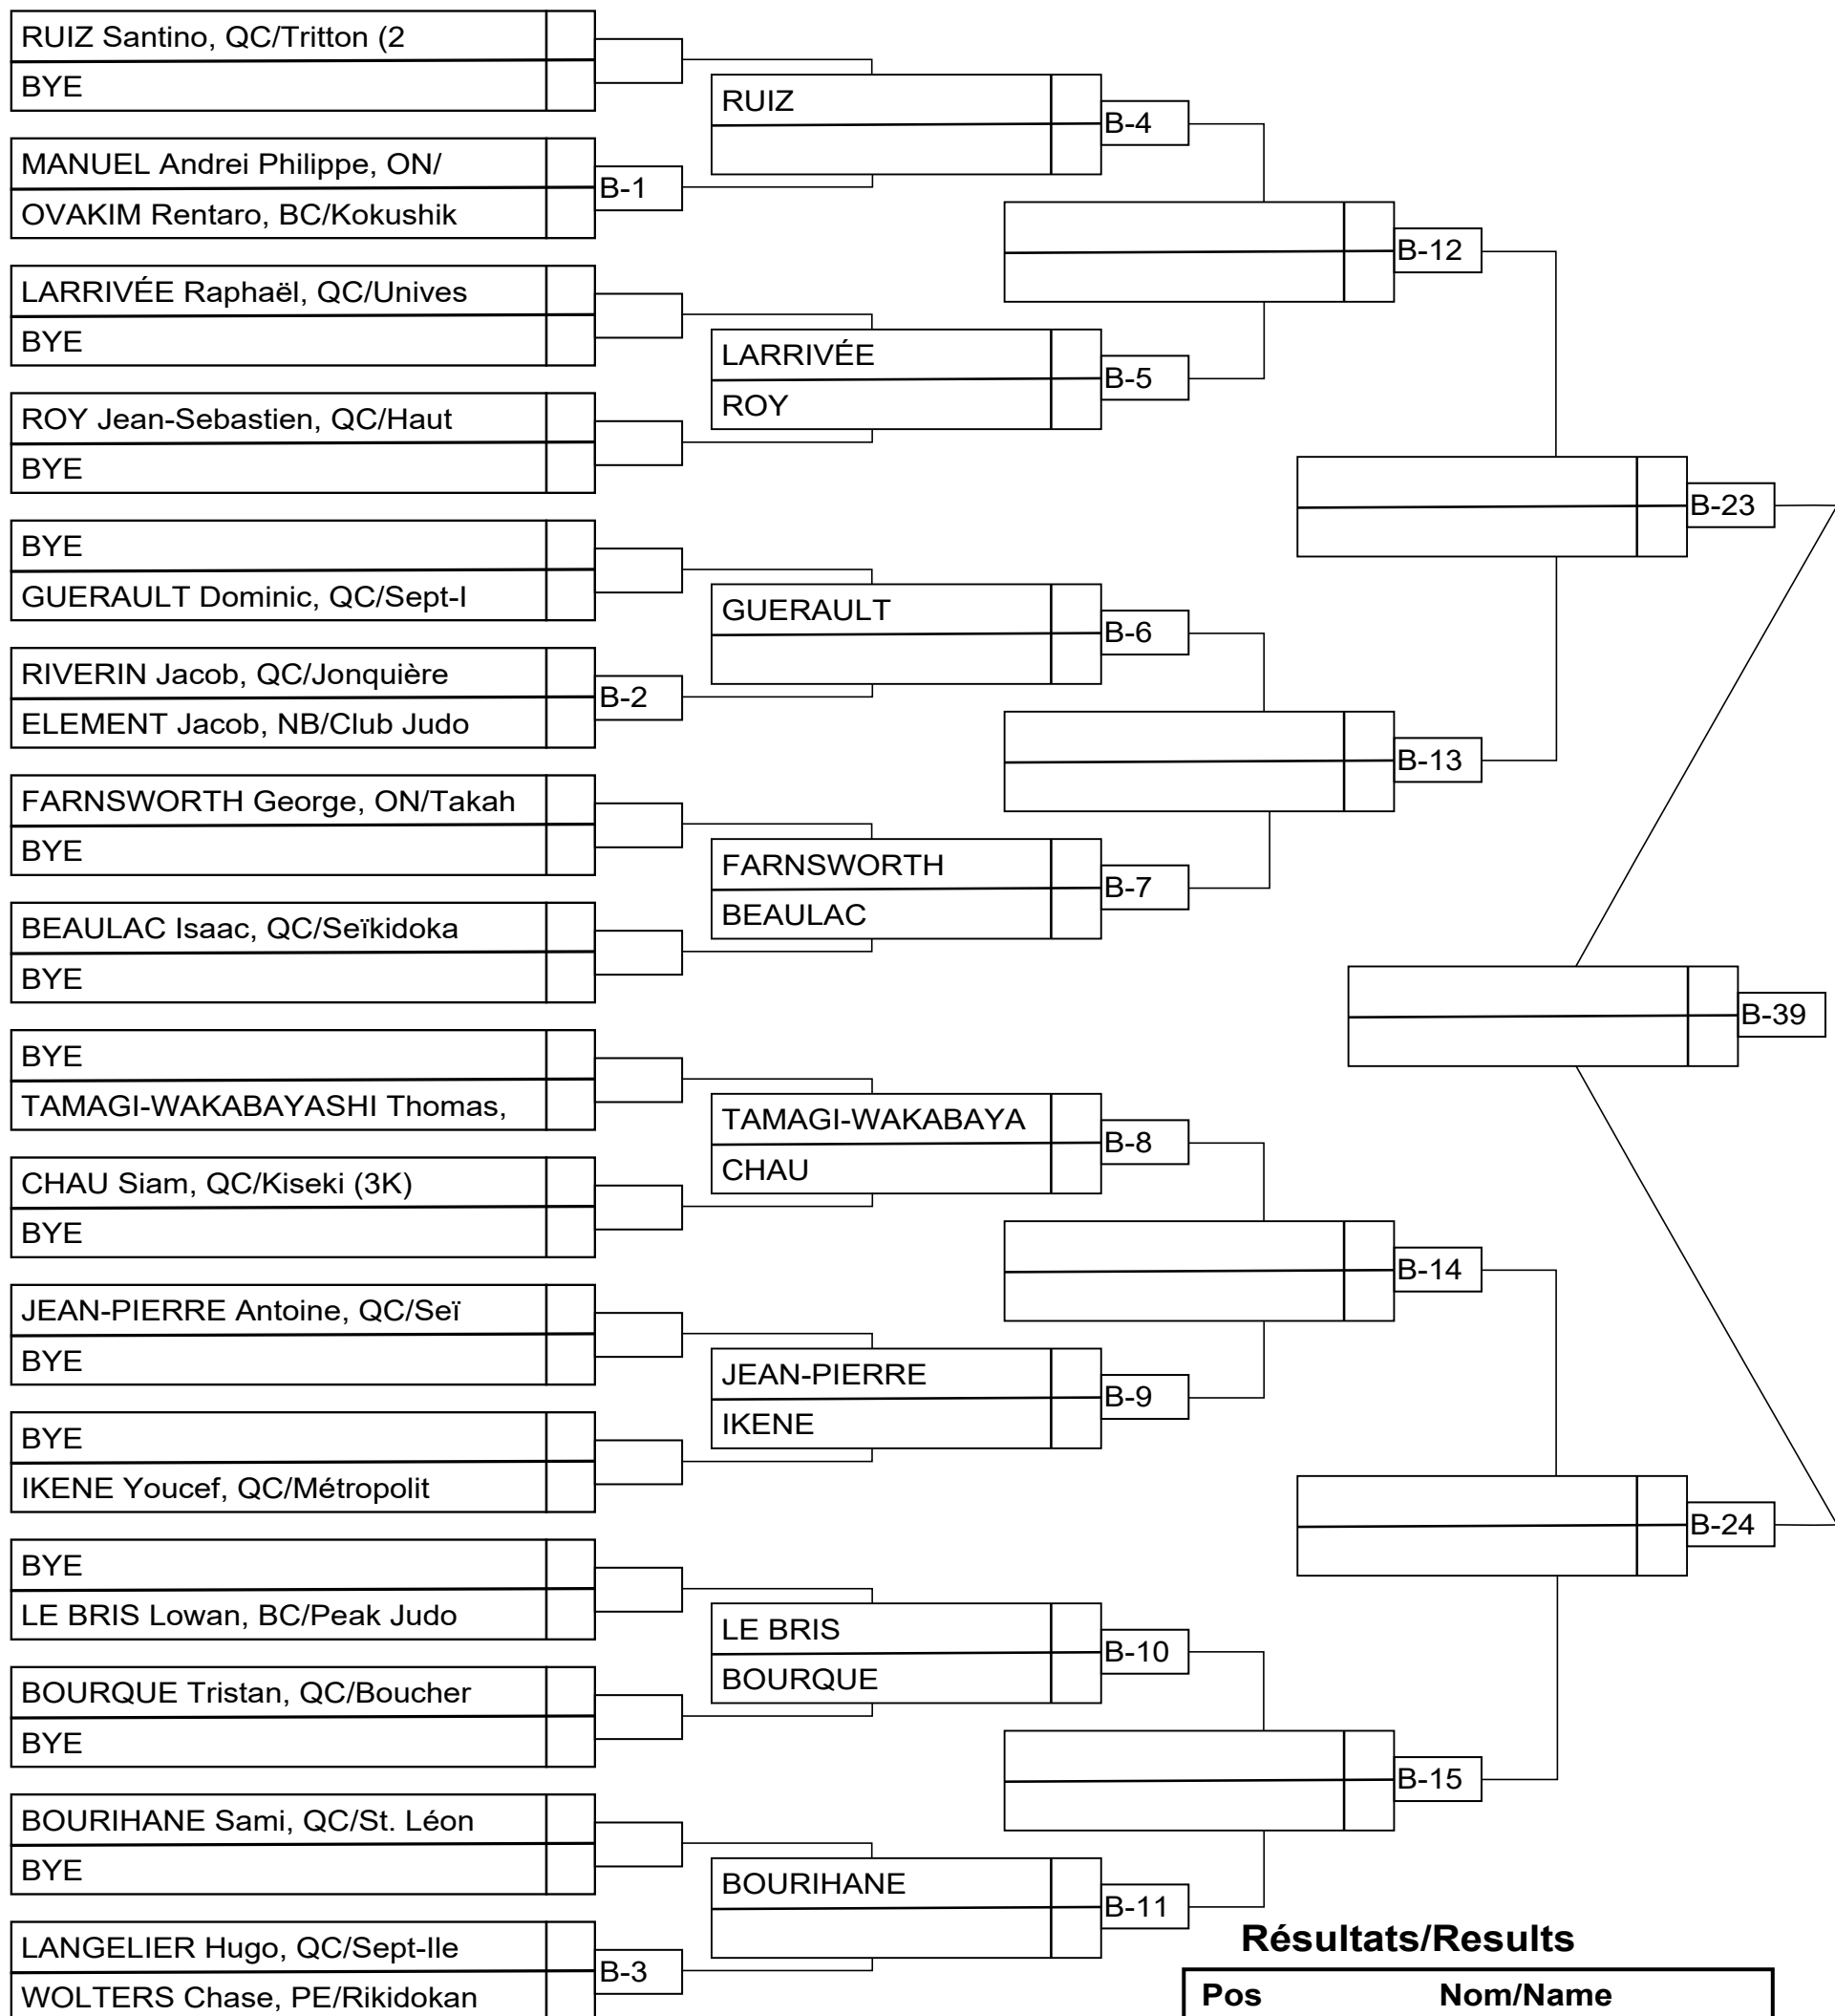 RUIZ Santino, QC/Tritton (2
BYE
MANUEL Andrei Philippe, ON/
OVAKIM Rentaro, BC/Kokushik
LARRIVÉE Raphaël, QC/Unives
BYE
ROY Jean-Sebastien, QC/Haut
BYE
BYE
GUERAULT Dominic, QC/Sept-I
RIVERIN Jacob, QC/Jonquière
ELEMENT Jacob, NB/Club Judo
FARNSWORTH George, ON/Takah
BYE
BEAULAC Isaac, QC/Seïkidoka
BYE
BYE
TAMAGI-WAKABAYASHI Thomas,
CHAU Siam, QC/Kiseki (3K)
BYE
JEAN-PIERRE Antoine, QC/Seï
BYE
BYE
IKENE Youcef, QC/Métropolit
BYE
LE BRIS Lowan, BC/Peak Judo
BOURQUE Tristan, QC/Boucher
BYE
BOURIHANE Sami, QC/St. Léon
BYE
LANGELIER Hugo, QC/Sept-Ile
WOLTERS Chase, PE/Rikidokan
B-1
B-2
B-3
RUIZ
B-4
LARRIVÉE
ROY
B-5
GUERAULT
B-6
FARNSWORTH
BEAULAC
B-7
TAMAGI-WAKABAYA
CHAU
B-8
JEAN-PIERRE
IKENE
B-9
LE BRIS
BOURQUE
B-10
BOURIHANE
B-11
B-12
B-13
B-14
B-15
B-23
B-24
B-39
Résultats/Results
Pos Nom/Name